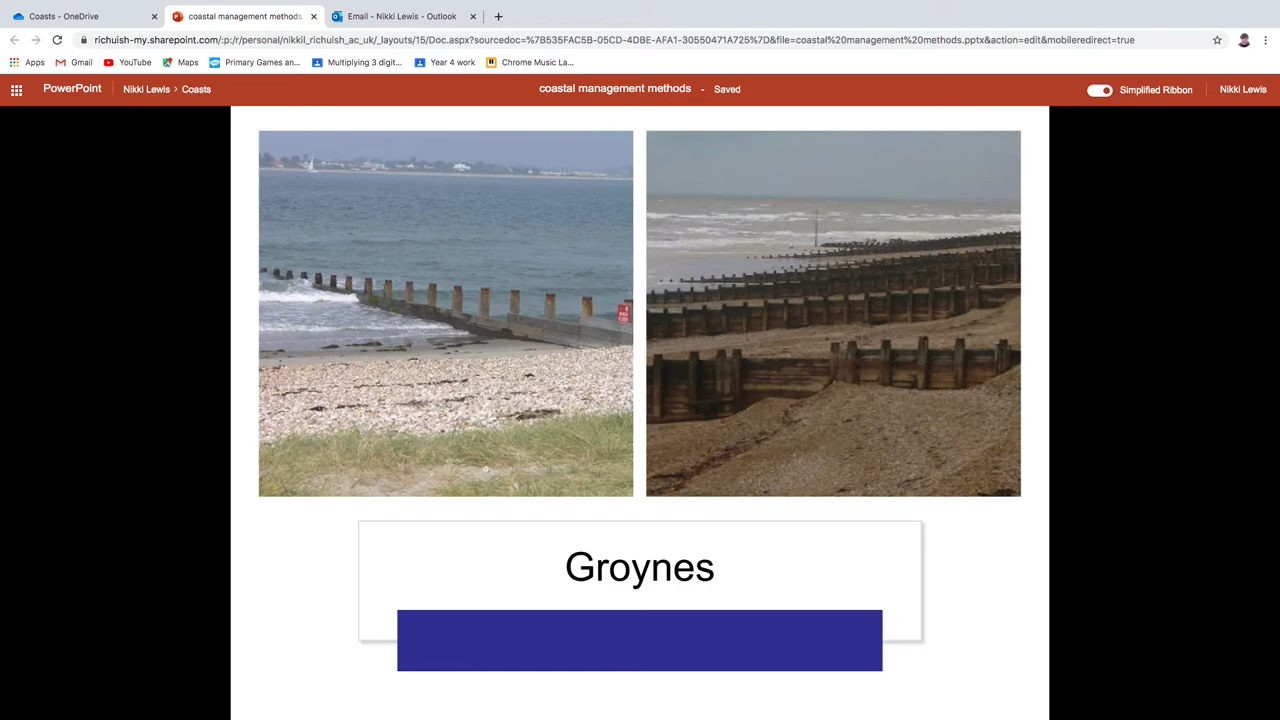 Coasts - OneDrive
coastal management methods.
Email - Nikki Lewis - Outlook
richuish-my.sharepoint.com/:p:/r/personal/nikkil_richuish_ac_uk/_layouts/15/Doc.aspx?sourcedoc=%7B535FAC5B-05CD-4DBE-AFA1-30550471A725%7D&file=coastal%20management%20methods.pptx&action=edit&mobileredirect=true
Apps
Gmail
YouTube
Maps
Primary Games an...
Multiplying 3 digit...
Year 4 work
Chrome Music La...
PowerPoint
Nikki Lewis > Coasts
coastal management methods - Saved
Simplified Ribbon
Nikki Lewis
Groynes